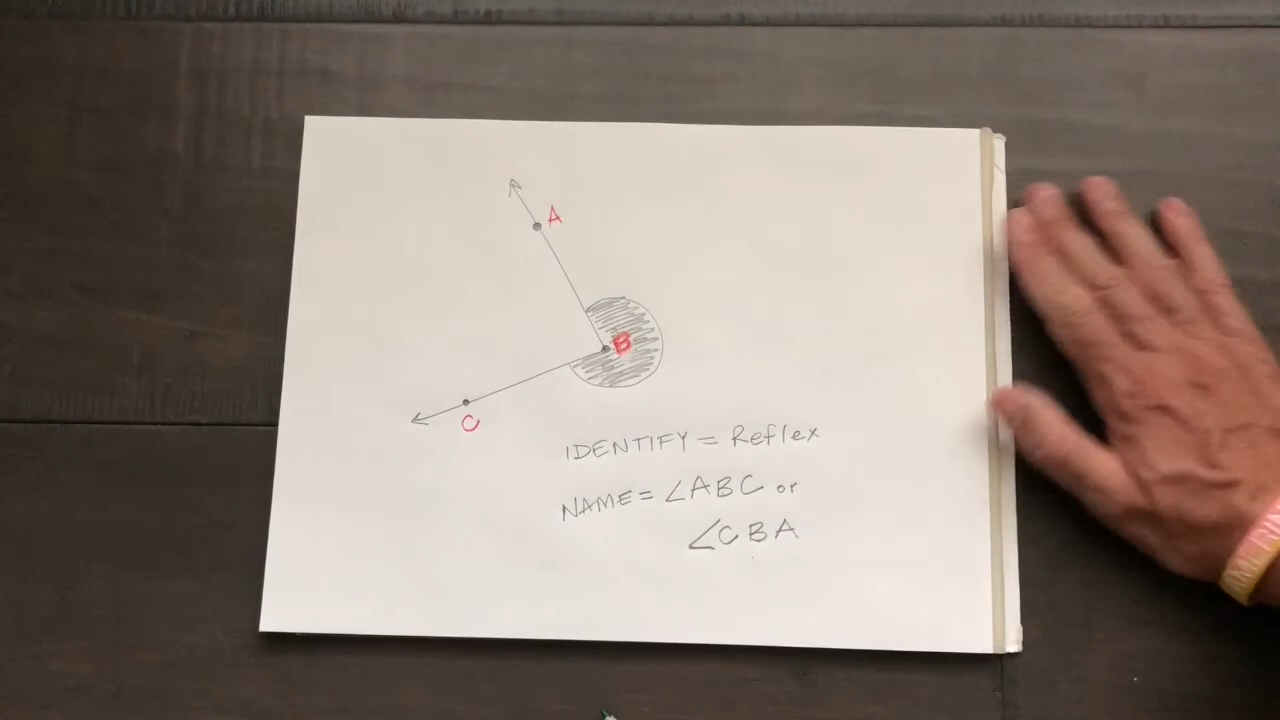 A
B
C
IDENTIFY = Reflex
NAME = ∠ABC or
∠CBA